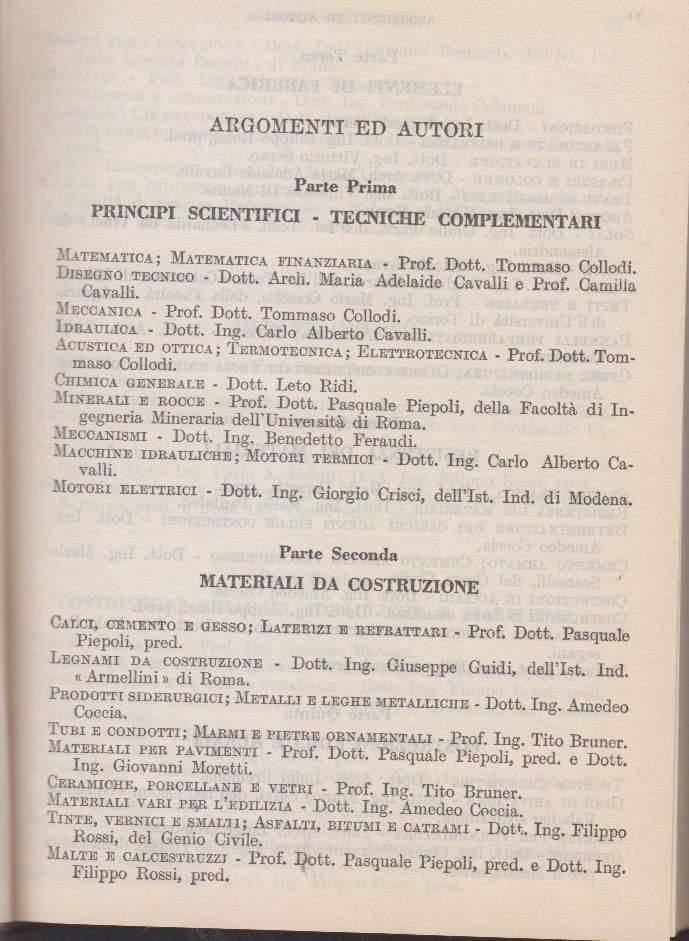 ARGOMENTI ED AUTORI
Parte Prima
PRINCIPI SCIENTIFICI - TECNICHE COMPLEMENTARI
MATEMATICA; MATEMATICA FINANZIARIA - Prof. Dott. Tommaso Collodi.
DISEGNO TECNICO - Dott. Arch. Maria Adelaide Cavalli e Prof. Camilla
Cavalli.
MECCANICA - Prof. Dott. Tommaso Collodi.
IDRAULICA - Dott. Ing. Carlo Alberto Cavalli.
ACUSTICA ED OTTICA; TERMOTECNICA; ELETTROTECNICA - Prof. Dott. Tom-
maso Collodi.
CHIMICA GENERALE - Dott. Leto Ridi.
MINERALI E ROCCE - Prof. Dott. Pasquale Piepoli, della Facoltà di In-
gegneria Mineraria dell'Università di Roma.
MECCANISMI - Dott. Ing. Benedetto Feraudi.
MACCHINE IDRAULICHE; MOTORI TERMICI - Dott. Ing. Carlo Alberto Ca-
valli.
MOTORI ELETTRICI - Dott. Ing. Giorgio Crisci, dell'Ist. Ind. di Modena.
Parte Seconda
MATERIALI DA COSTRUZIONE
CALCI, CEMENTO E GESSO; LATERIZI E REFRATTARI - Prof. Dott. Pasquale
Piepoli, pred.
LEGNAMI DA COSTRUZIONE - Dott. Ing. Giuseppe Guidi, dell'Ist. Ind.
« Armellini » di Roma.
PRODOTTI SIDERURGICI; METALLI E LEGHE METALLICHE - Dott. Ing. Amedeo
Coccia.
TUBI E CONDOTTI; MARMI E PIETRE ORNAMENTALI - Prof. Ing. Tito Bruner.
MATERIALI PER PAVIMENTI - Prof. Dott. Pasquale Piepoli, pred. e Dott.
Ing. Giovanni Moretti.
CERAMICHE, PORCELLANE E VETRI - Prof. Ing. Tito Bruner.
MATERIALI VARI PER L'EDILIZIA - Dott. Ing. Amedeo Coccia.
TINTE, VERNICI E SMALTI; ASFALTI, BITUMI E CATRAMI - Dott. Ing. Filippo
Rossi, del Genio Civile.
MALTE E CALCESTRUZZI - Prof. Dott. Pasquale Piepoli, pred. e Dott. Ing.
Filippo Rossi, pred.